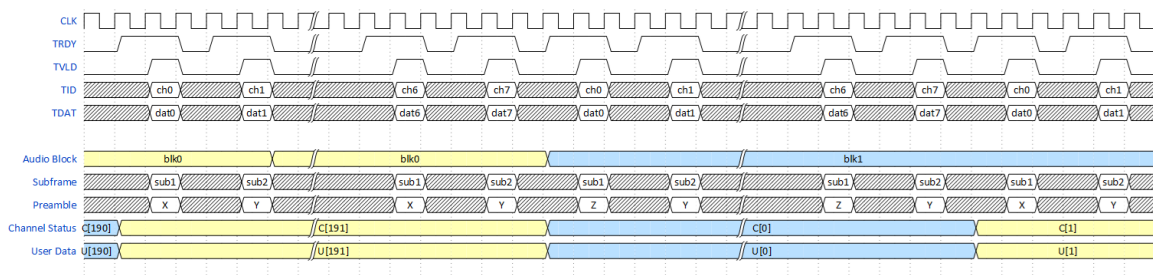 CLK
TRDY
TVLD
TID ch0 ch1 ch6 ch7 ch0 ch1 ch6 ch7 ch0 ch1
TDAT dat0 dat1 dat6 dat7 dat0 dat1 dat6 dat7 dat0 dat1
Audio Block blk0 blk0 blk1
Subframe sub1 sub2 sub1 sub2 sub1 sub2 sub1 sub2 sub1 sub2
Preamble X Y X Y Z Y Z Y X Y
Channel Status C[190] C[191] C[0] C[1]
User Data U[190] U[191] U[0] U[1]